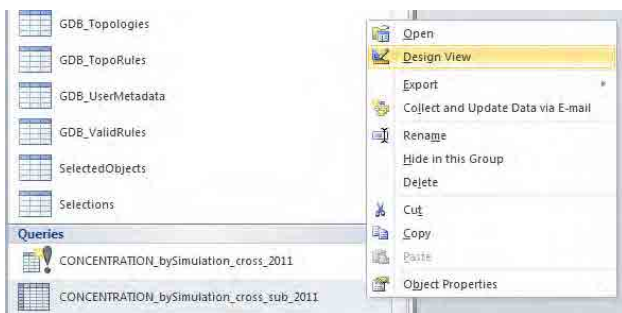 GDB_Topologies
GDB_TopoRules
GDB_UserMetadata
GDB_ValidRules
SelectedObjects
Selections
Queries
CONCENTRATION_bySimulation_cross_2011
CONCENTRATION_bySimulation_cross_sub_2011
Open
Design View
Export
Collect and Update Data via E-mail
Rename
Hide in this Group
Delete
Cut
Copy
Paste
Object Properties